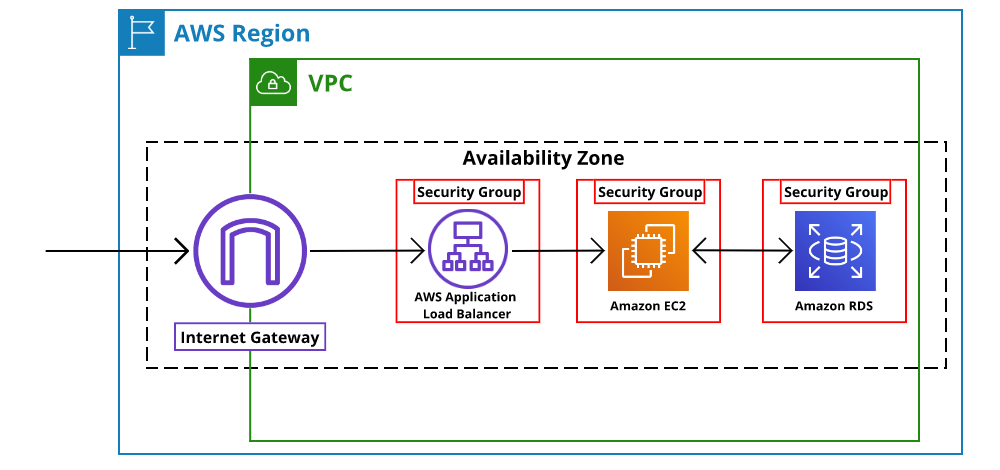 AWS Region
VPC
Availability Zone
Security Group
Security Group
Security Group
AWS Application
Load Balancer
Amazon EC2
Amazon RDS
Internet Gateway